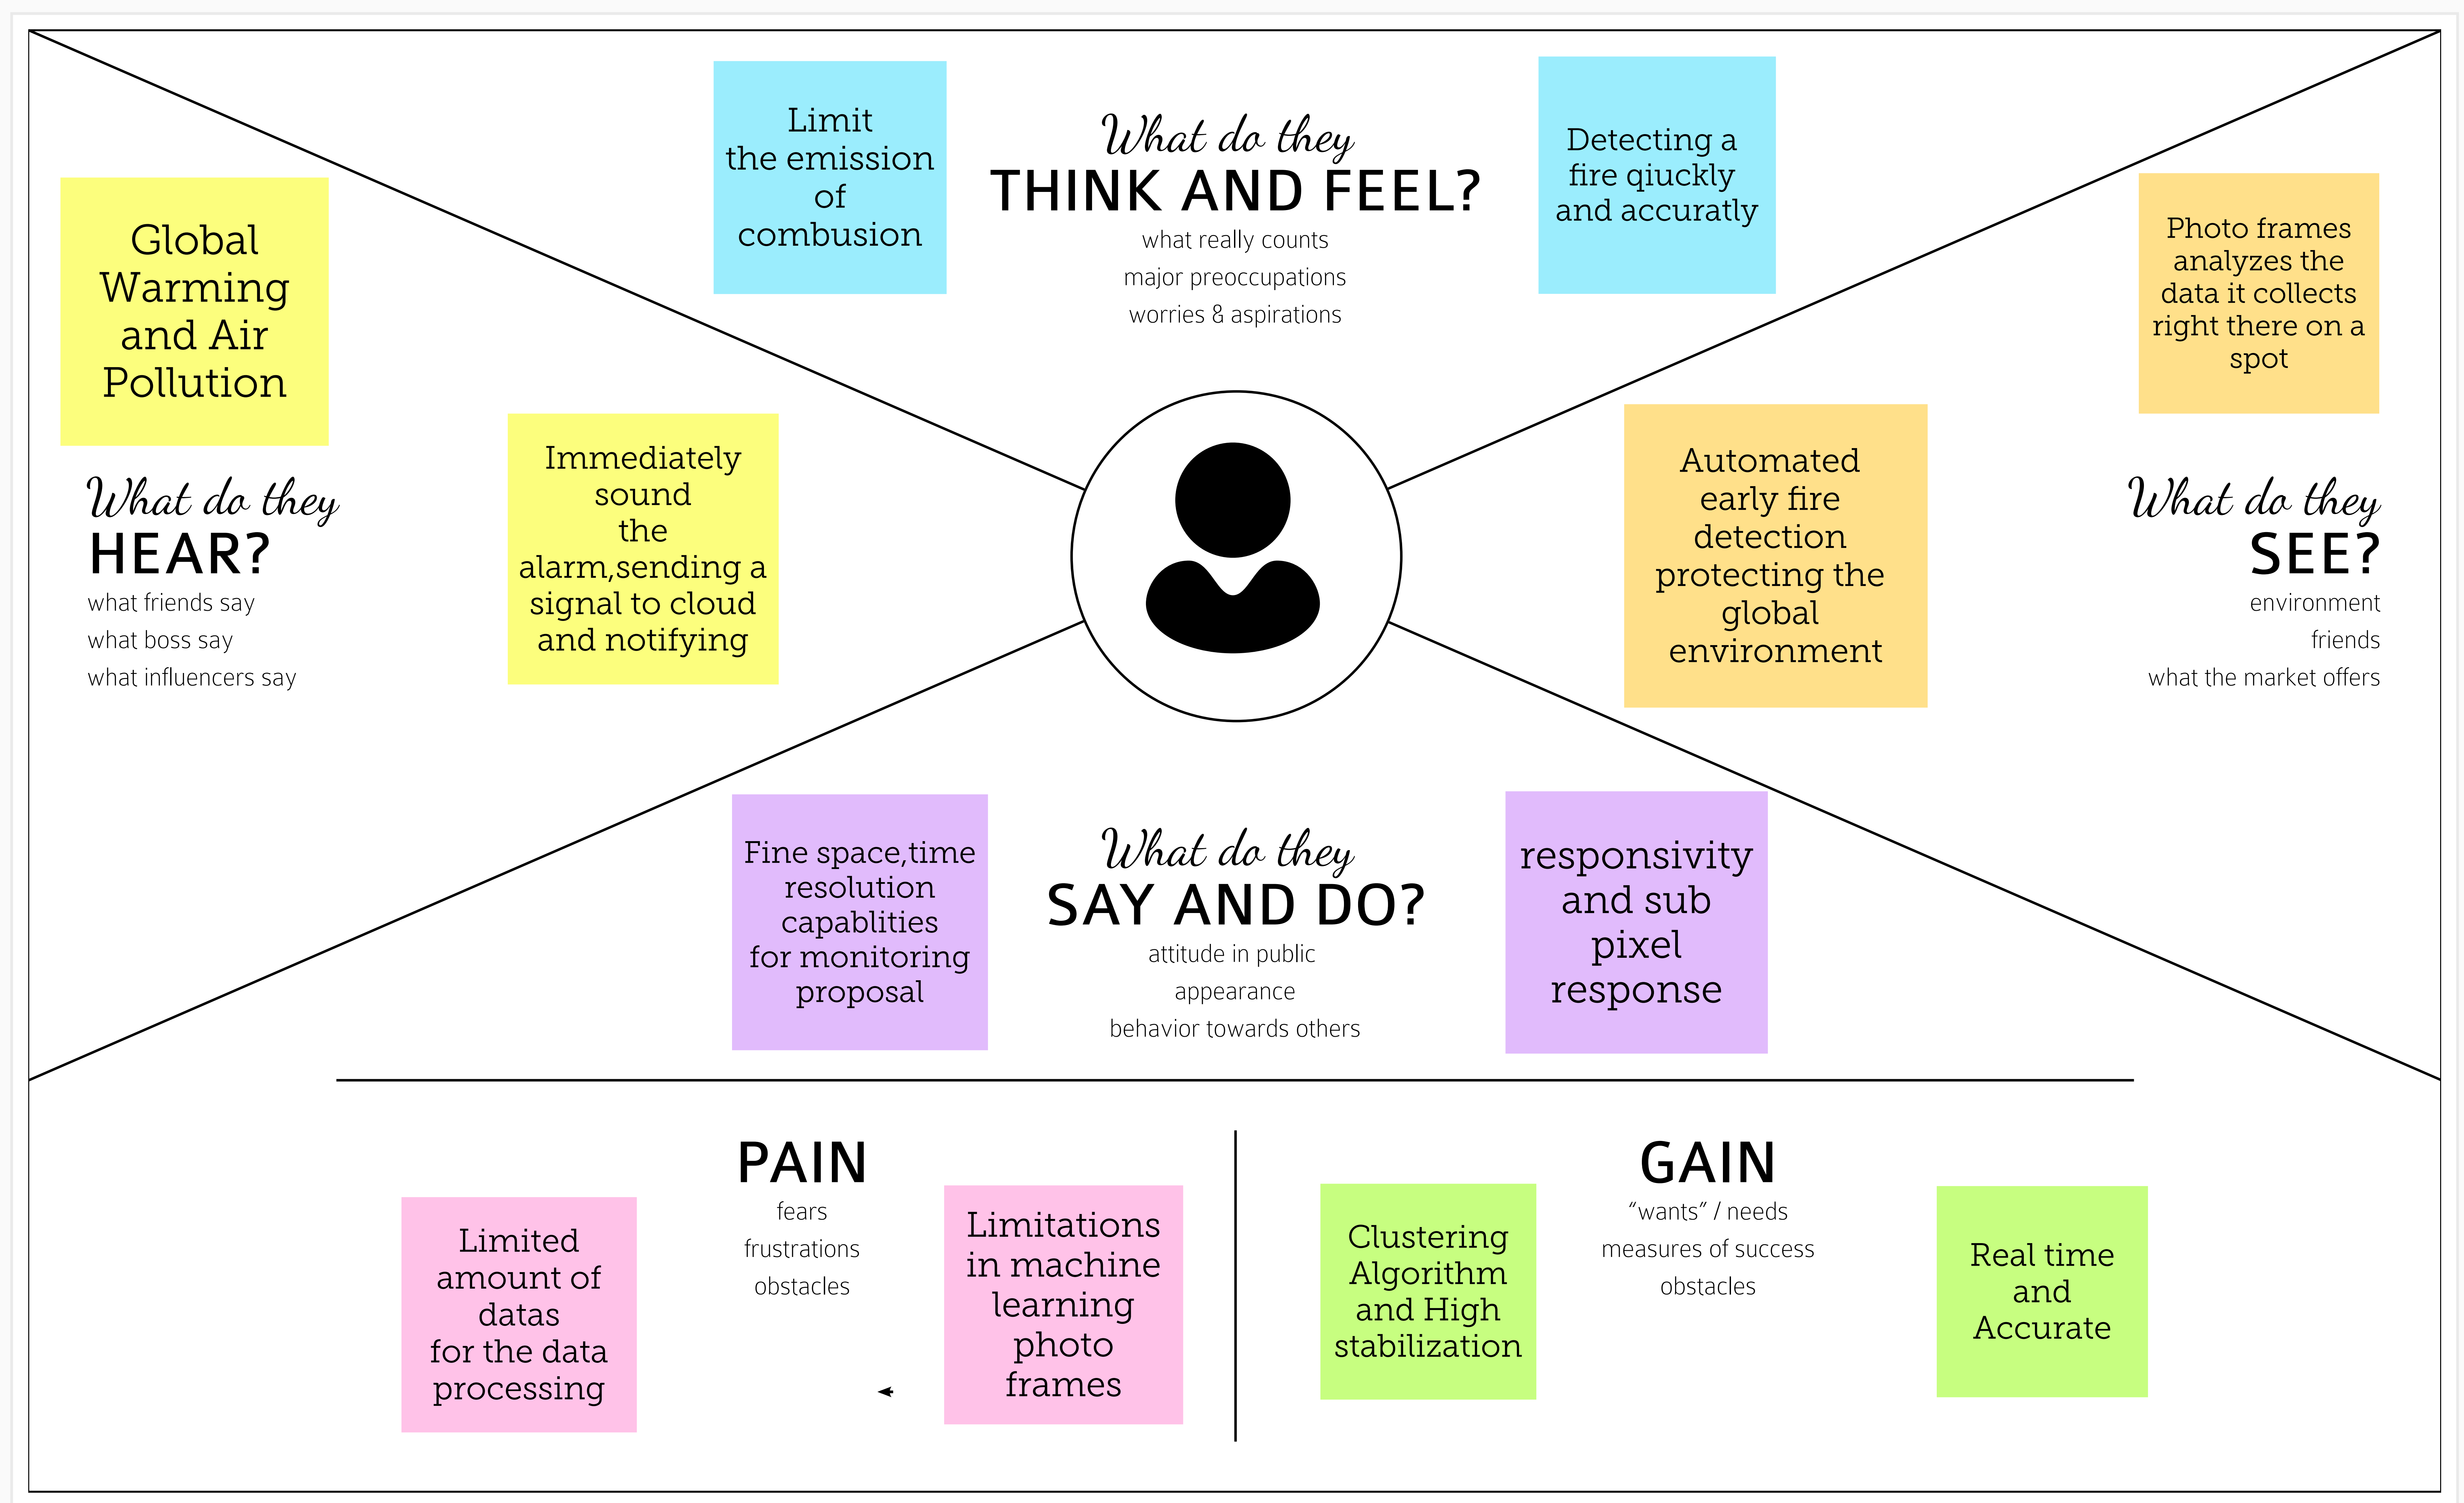 Limit
the emission
of
combusion
What do they
THINK AND FEEL?
what really counts
major preoccupations
worries & aspirations
Detecting a
fire qiuckly
and accuratly
Global
Warming
and Air
Pollution
What do they
HEAR?
what friends say
what boss say
what influencers say
Immediately
sound
the
alarm,sending a
signal to cloud
and notifying
Automated
early fire
detection
protecting the
global
environment
Photo frames
analyzes the
data it collects
right there on a
spot
What do they
SEE?
environment
friends
what the market offers
Fine space,time
resolution
capablities
for monitoring
proposal
What do they
SAY AND DO?
attitude in public
appearance
behavior towards others
responsivity
and sub
pixel
response
PAIN
fears
frustrations
obstacles
Limited
amount of
datas
for the data
processing
Limitations
in machine
learning
photo
frames
GAIN
“wants” / needs
measures of success
obstacles
Clustering
Algorithm
and High
stabilization
Real time
and
Accurate